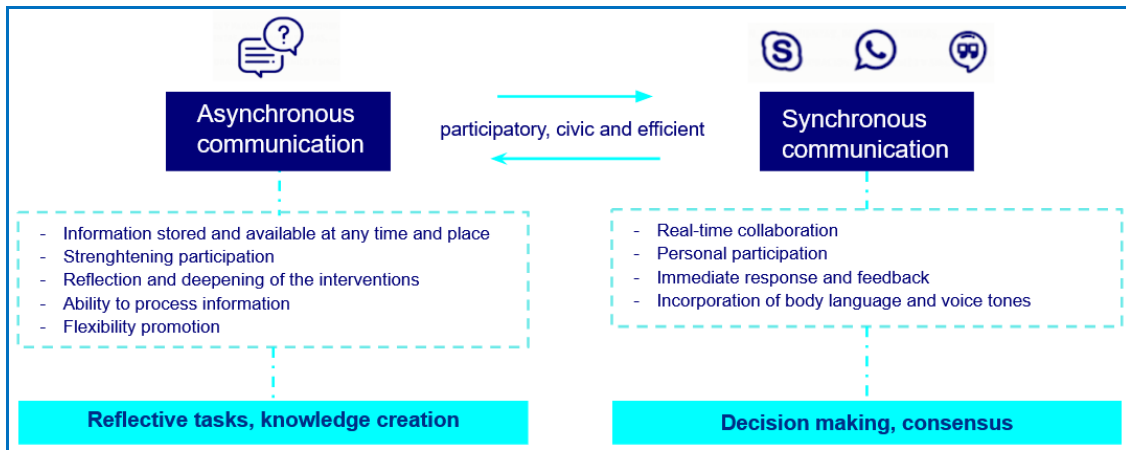 ?
S
Asynchronous
communication
participatory, civic and efficient
Synchronous
communication
- Information stored and available at any time and place
- Strenghtening participation
- Reflection and deepening of the interventions
- Ability to process information
- Flexibility promotion
- Real-time collaboration
- Personal participation
- Immediate response and feedback
- Incorporation of body language and voice tones
Reflective tasks, knowledge creation
Decision making, consensus